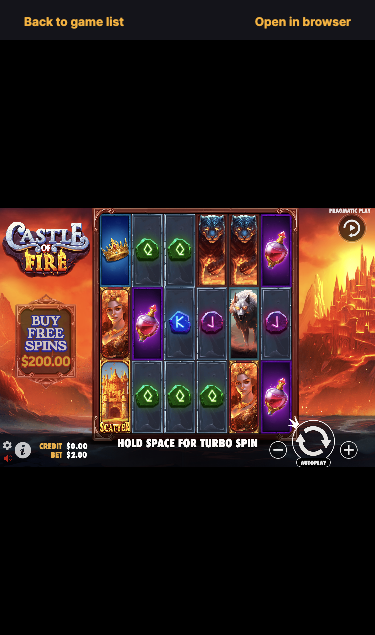 Back to game list
Open in browser
PRAGMATIC PLAY
CASTLE
OF
FIRE
BUY
FREE
SPINS
$200.00
Q
Q
K
J
J
SCATTER
Q
Q
Q
CREDIT $0.00
BET $2.00
HOLD SPACE FOR TURBO SPIN
AUTOPLAY